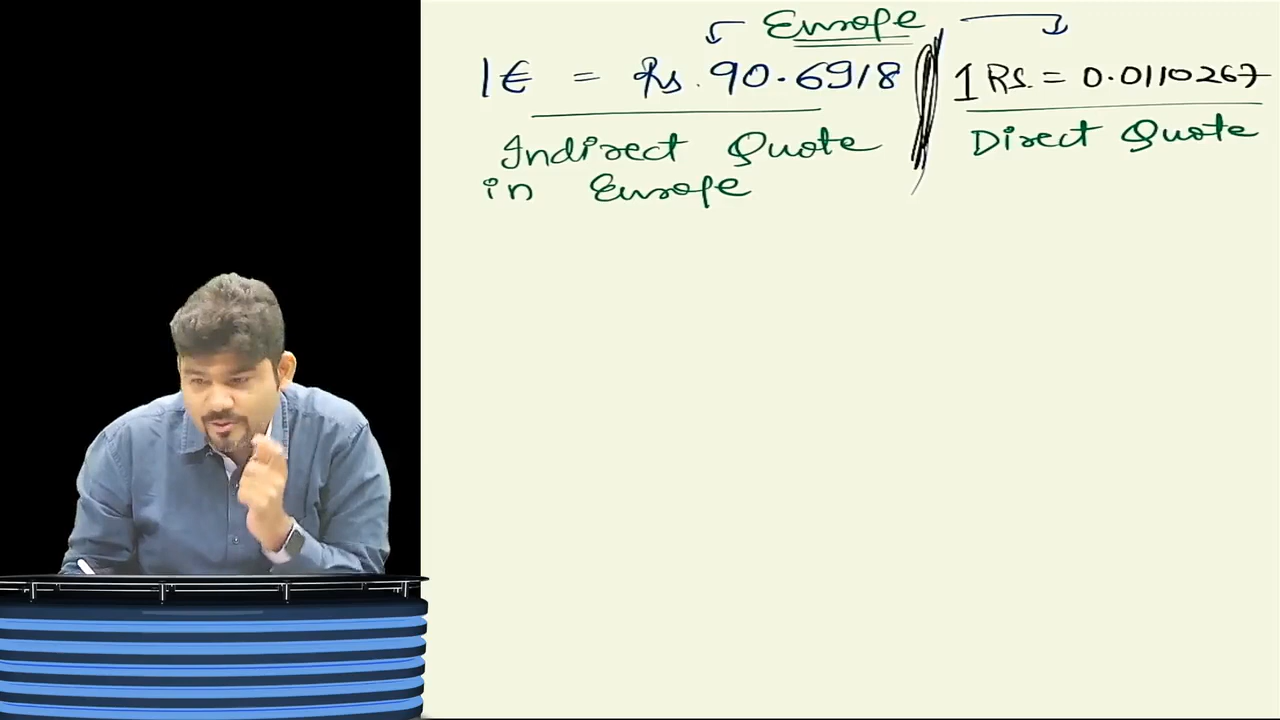 Europe
1€ = Rs. 90.6918
Indirect Quote
in Europe
1 Rs. = 0.0110267
Direct Quote